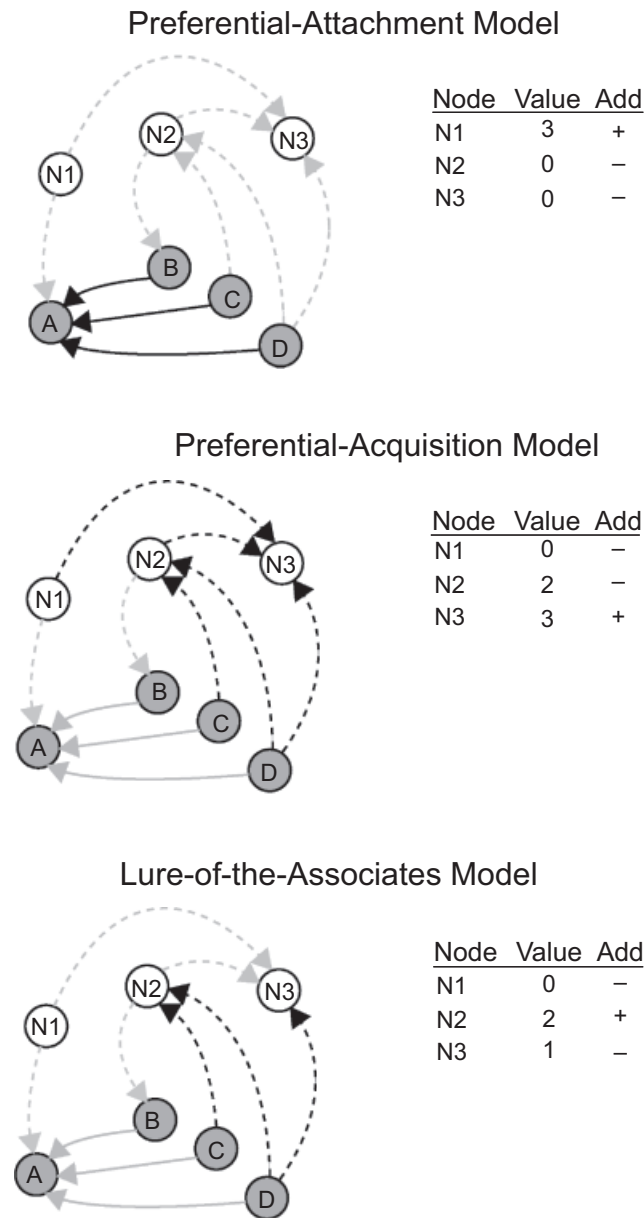 Preferential-Attachment Model
Node Value Add
N1 3 +
N2 0 –
N3 0 –
N1
N2
N3
A
B
C
D
Preferential-Acquisition Model
Node Value Add
N1 0 –
N2 2 –
N3 3 +
N1
N2
N3
A
B
C
D
Lure-of-the-Associates Model
Node Value Add
N1 0 –
N2 2 +
N3 1 –
N1
N2
N3
A
B
C
D